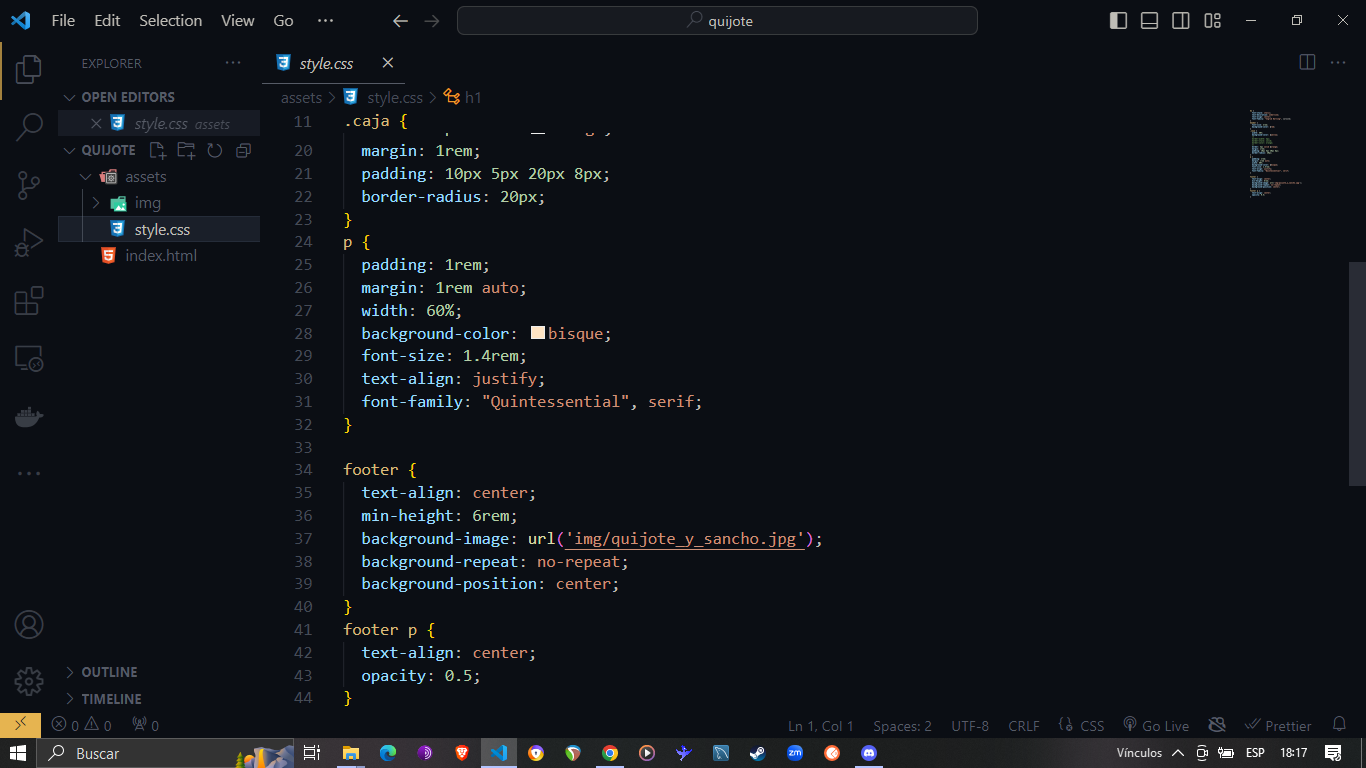 File Edit Selection View Go ··· quijote
EXPLORER ···
style.css
OPEN EDITORS
style.css assets
QUIJOTE
assets
img
style.css
index.html
OUTLINE
TIMELINE
assets > style.css > h1
11 .caja {
20 margin: 1rem;
21 padding: 10px 5px 20px 8px;
22 border-radius: 20px;
23 }
24 p {
25 padding: 1rem;
26 margin: 1rem auto;
27 width: 60%;
28 background-color: bisque;
29 font-size: 1.4rem;
30 text-align: justify;
31 font-family: "Quintessential", serif;
32 }
33
34 footer {
35 text-align: center;
36 min-height: 6rem;
37 background-image: url('img/quijote_y_sancho.jpg');
38 background-repeat: no-repeat;
39 background-position: center;
40 }
41 footer p {
42 text-align: center;
43 opacity: 0.5;
44 }
0 0 0 Ln 1, Col 1 Spaces: 2 UTF-8 CRLF {} CSS Go Live Prettier
Buscar Vínculos ESP 18:17